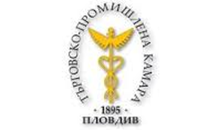 ТЪРГОВСКО-ПРОМИШЛЕНА КАМАРА
· 1895 ·
ПЛОВДИВ